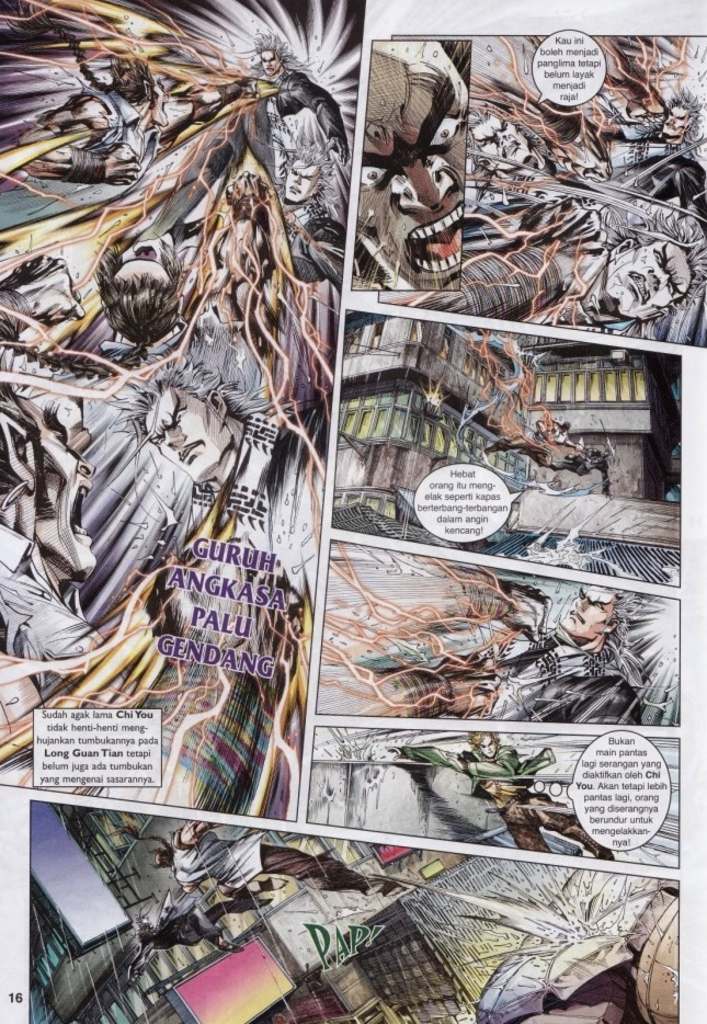 GURUH
ANGKASA
PALU
GENDANG
Sudah agak lama Chi You
tidak henti-henti meng-
hujankan tumbukannya pada
Long Guan Tian tetapi
belum juga ada tumbukan
yang mengenai sasarannya.
Kau ini
boleh menjadi
panglima tetapi
belum layak
menjadi
raja!
Hebat
orang itu men-
gelak seperti kapas
berterbang-terbangan
dalam angin
kencang!
Bukan
main pantas
lagi serangan yang
diaktifkan oleh Chi
You. Akan tetapi lebih
pantas lagi, orang
yang diserangnya
berundur untuk
mengelakkan-
nya!
PAP!
16